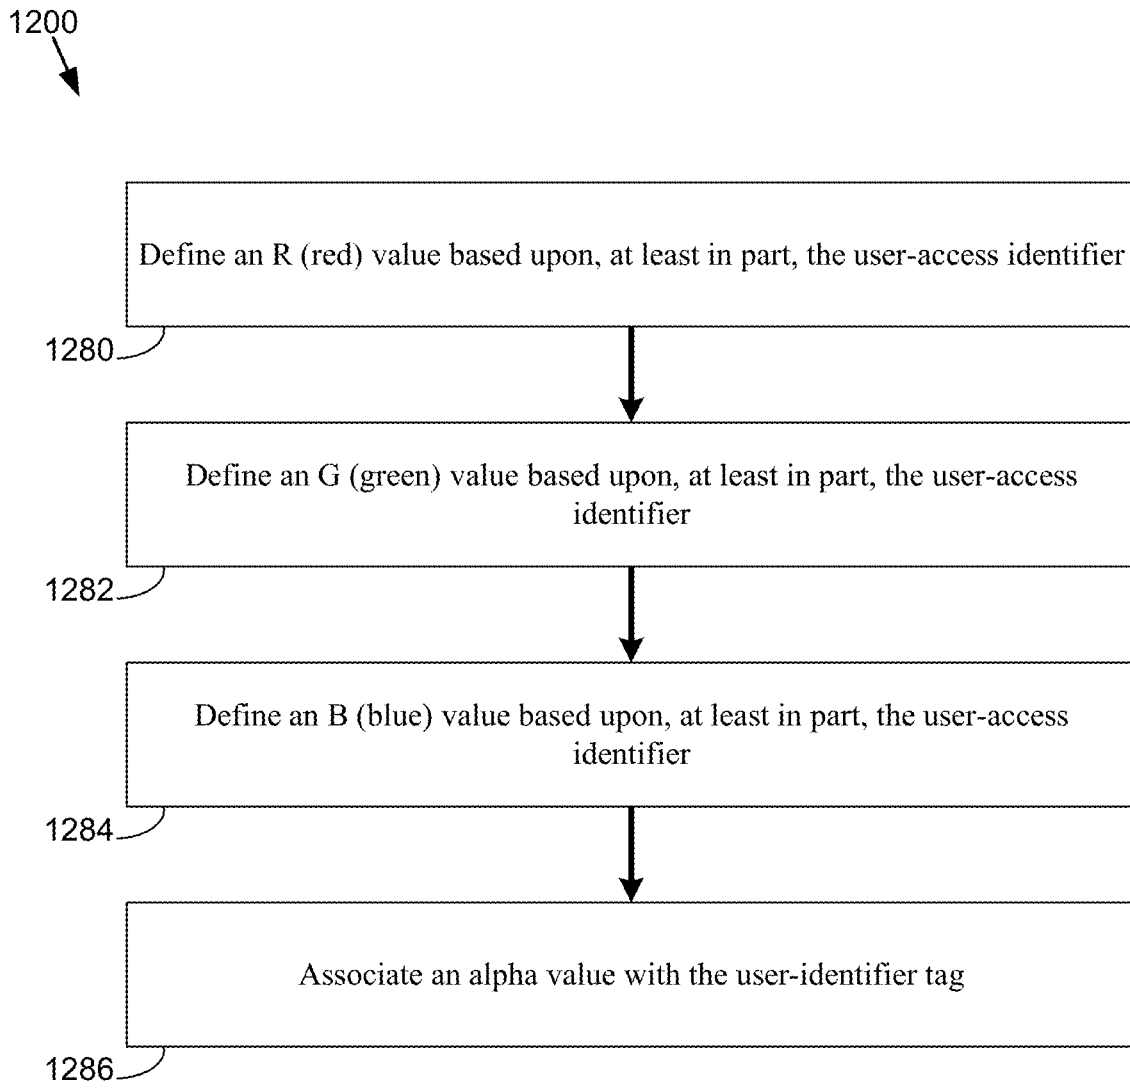 1200
Define an R (red) value based upon, at least in part, the user-access identifier
1280
Define an G (green) value based upon, at least in part, the user-access
identifier
1282
Define an B (blue) value based upon, at least in part, the user-access
identifier
1284
Associate an alpha value with the user-identifier tag
1286